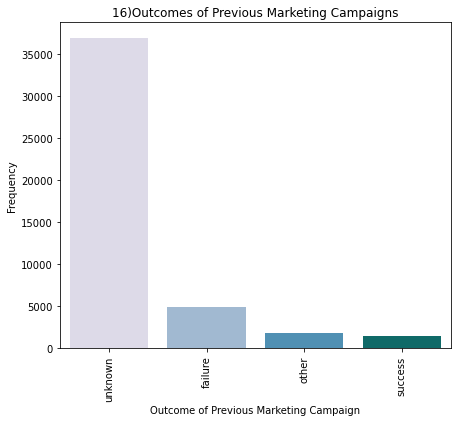 16)Outcomes of Previous Marketing Campaigns
35000
30000
25000
20000
15000
10000
5000
0
Frequency
unknown
failure
other
success
Outcome of Previous Marketing Campaign